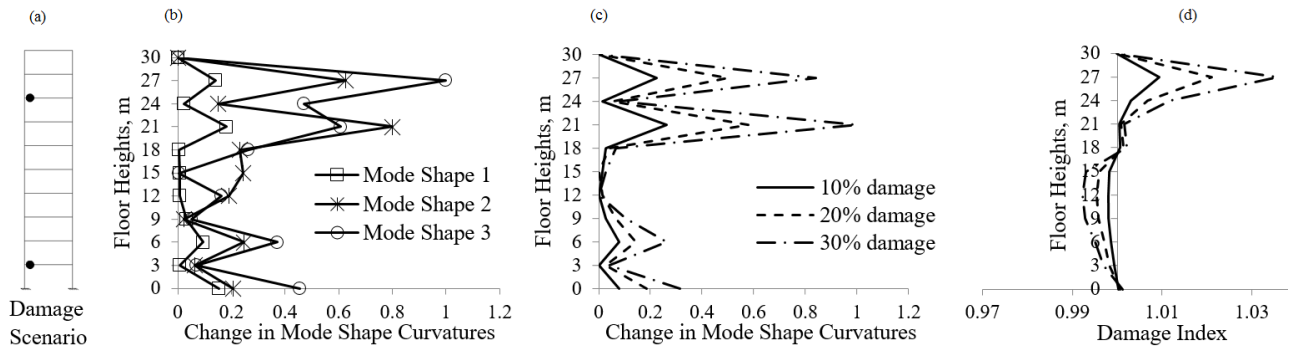 (a)
Damage
Scenario
(b)
Floor Heights, m
30
27
24
21
18
15
12
9
6
3
0
0
0.2
0.4
0.6
0.8
1
1.2
Change in Mode Shape Curvatures
Mode Shape 1
Mode Shape 2
Mode Shape 3
(c)
Floor Heights, m
30
27
24
21
18
15
12
9
6
3
0
0
0.2
0.4
0.6
0.8
1
1.2
Change in Mode Shape Curvatures
10% damage
20% damage
30% damage
(d)
Floor Heights, m
30
27
24
21
18
15
12
9
6
3
0
0.97
0.99
1.01
1.03
Damage Index